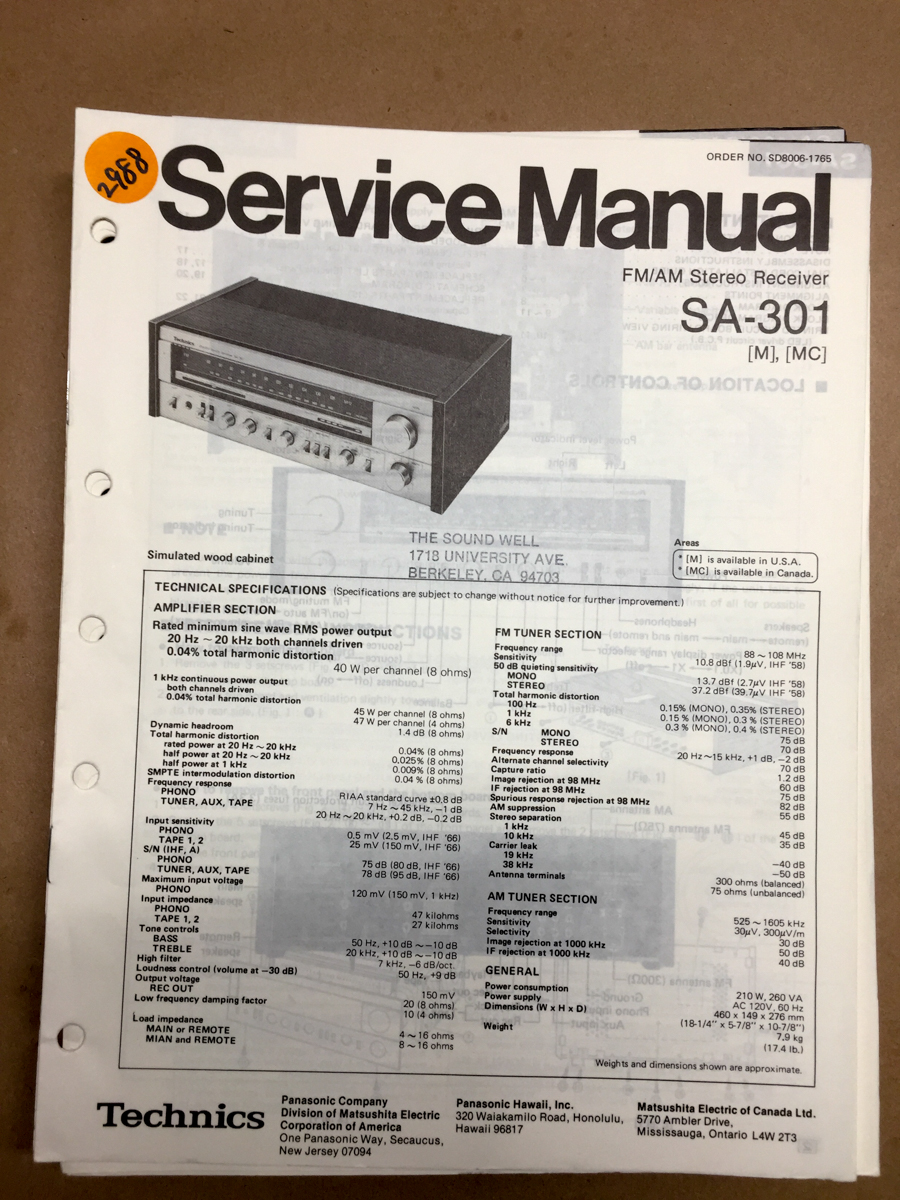 2988
ORDER NO. SD8006-1765
Service Manual
FM/AM Stereo Receiver
SA-301
[M], [MC]
Technics
Simulated wood cabinet
THE SOUND WELL
1718 UNIVERSITY AVE.
BERKELEY, CA 94703
Areas
* [M] is available in U.S.A.
* [MC] is available in Canada.
TECHNICAL SPECIFICATIONS (Specifications are subject to change without notice for further improvement.)
AMPLIFIER SECTION
Rated minimum sine wave RMS power output
20 Hz ~ 20 kHz both channels driven
0.04% total harmonic distortion
40 W per channel (8 ohms)
1 kHz continuous power output
both channels driven
0.04% total harmonic distortion
45 W per channel (8 ohms)
47 W per channel (4 ohms)
Dynamic headroom 1.4 dB (8 ohms)
Total harmonic distortion
rated power at 20 Hz ~ 20 kHz 0.04% (8 ohms)
half power at 20 Hz ~ 20 kHz 0.025% (8 ohms)
half power at 1 kHz 0.009% (8 ohms)
SMPTE intermodulation distortion 0.04 % (8 ohms)
Frequency response
PHONO RIAA standard curve ±0.8 dB
TUNER, AUX, TAPE 7 Hz ~ 45 kHz, −1 dB
20 Hz ~ 20 kHz, +0.2 dB, −0.2 dB
Input sensitivity
PHONO 0.5 mV (2.5 mV, IHF '66)
TAPE 1, 2 25 mV (150 mV, IHF '66)
S/N (IHF, A)
PHONO 75 dB (80 dB, IHF '66)
TUNER, AUX, TAPE 78 dB (95 dB, IHF '66)
Maximum input voltage
PHONO 120 mV (150 mV, 1 kHz)
Input impedance
PHONO 47 kilohms
TAPE 1, 2 27 kilohms
Tone controls
BASS 50 Hz, +10 dB ~ −10 dB
TREBLE 20 kHz, +10 dB ~ −10 dB
High filter 7 kHz, −6 dB/oct.
Loudness control (volume at −30 dB) 50 Hz, +9 dB
Output voltage
REC OUT 150 mV
Low frequency damping factor 20 (8 ohms)
10 (4 ohms)
Load impedance
MAIN or REMOTE 4 ~ 16 ohms
MIAN and REMOTE 8 ~ 16 ohms
FM TUNER SECTION
Frequency range 88 ~ 108 MHz
Sensitivity 10.8 dBf (1.9µV, IHF '58)
50 dB quieting sensitivity
MONO 13.7 dBf (2.7µV IHF '58)
STEREO 37.2 dBf (39.7µV IHF '58)
Total harmonic distortion
100 Hz 0.15% (MONO), 0.35% (STEREO)
1 kHz 0.15 % (MONO), 0.3 % (STEREO)
6 kHz 0.3 % (MONO), 0.4 % (STEREO)
S/N MONO 75 dB
STEREO 70 dB
Frequency response 20 Hz~15 kHz, +1 dB, −2 dB
Alternate channel selectivity 70 dB
Capture ratio 1.2 dB
Image rejection at 98 MHz 60 dB
IF rejection at 98 MHz 75 dB
Spurious response rejection at 98 MHz 82 dB
AM suppression 55 dB
Stereo separation
1 kHz 45 dB
10 kHz 35 dB
Carrier leak
19 kHz −40 dB
38 kHz −50 dB
Antenna terminals 300 ohms (balanced)
75 ohms (unbalanced)
AM TUNER SECTION
Frequency range 525 ~ 1605 kHz
Sensitivity 30µV, 300µV/m
Selectivity 30 dB
Image rejection at 1000 kHz 50 dB
IF rejection at 1000 kHz 40 dB
GENERAL
Power consumption 210 W, 260 VA
Power supply AC 120V, 60 Hz
Dimensions (W x H x D) 460 x 149 x 276 mm
(18-1/4" x 5-7/8" x 10-7/8")
Weight 7.9 kg
(17.4 lb.)
Weights and dimensions shown are approximate.
Technics
Panasonic Company
Division of Matsushita Electric
Corporation of America
One Panasonic Way, Secaucus,
New Jersey 07094
Panasonic Hawaii, Inc.
320 Waiakamilo Road, Honolulu,
Hawaii 96817
Matsushita Electric of Canada Ltd.
5770 Ambler Drive,
Mississauga, Ontario L4W 2T3